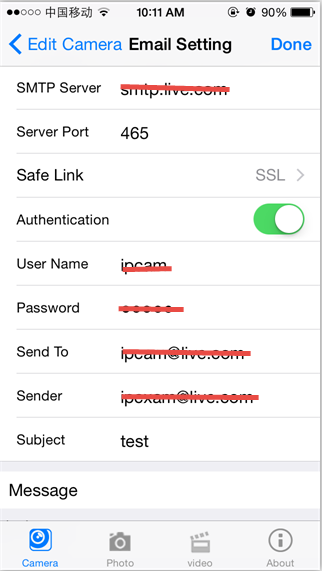 中国移动 10:11 AM 90%
Edit Camera Email Setting Done
SMTP Server smtp.live.com
Server Port 465
Safe Link SSL
Authentication
User Name ipcam
Password
Send To ipcam@live.com
Sender ipexam@live.com
Subject test
Message
Camera Photo video About